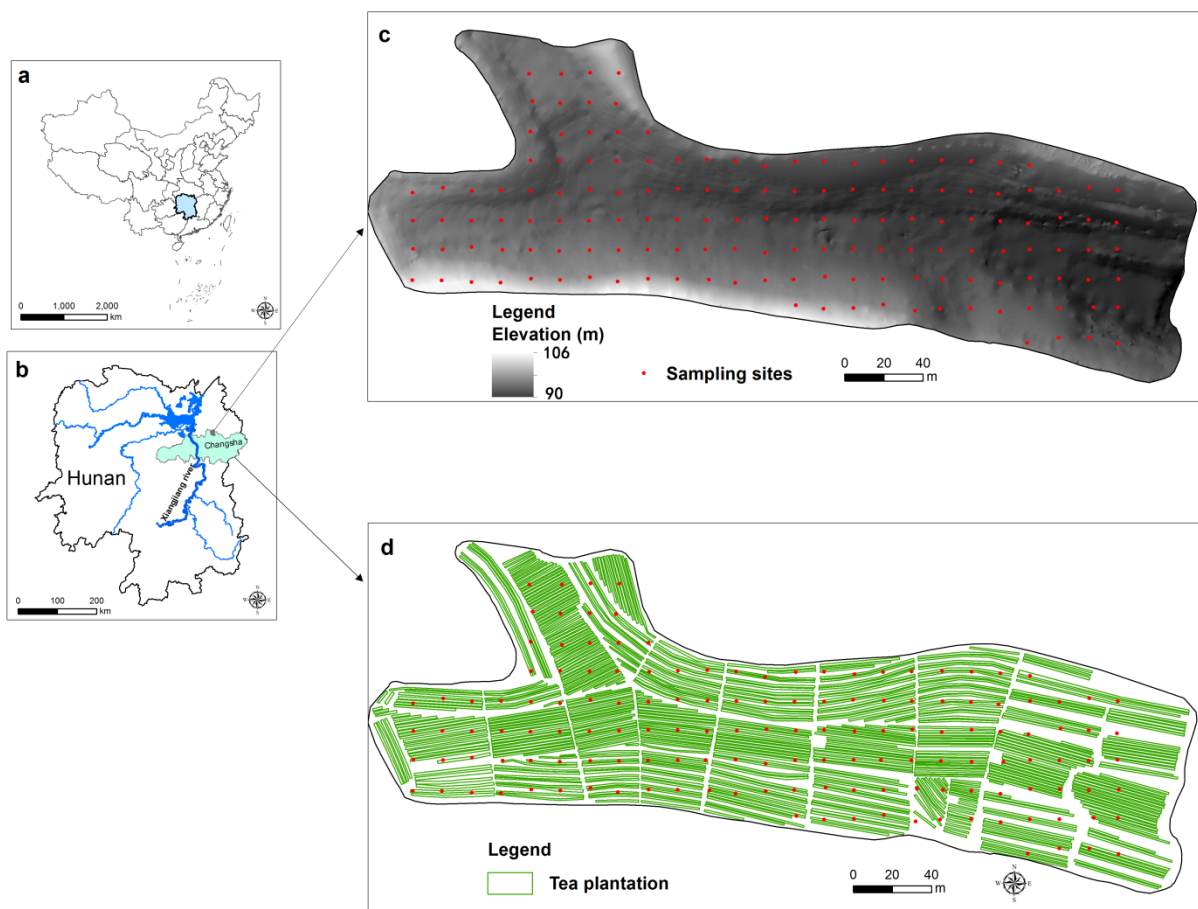 a
0 1,000 2,000
km
N
W E
S
b
Hunan
Changsha
Xiangjiang river
0 100 200
km
N
W E
S
c
Legend
Elevation (m)
106
90
Sampling sites
0 20 40
m
d
Legend
Tea plantation
0 20 40
m
N
W E
S